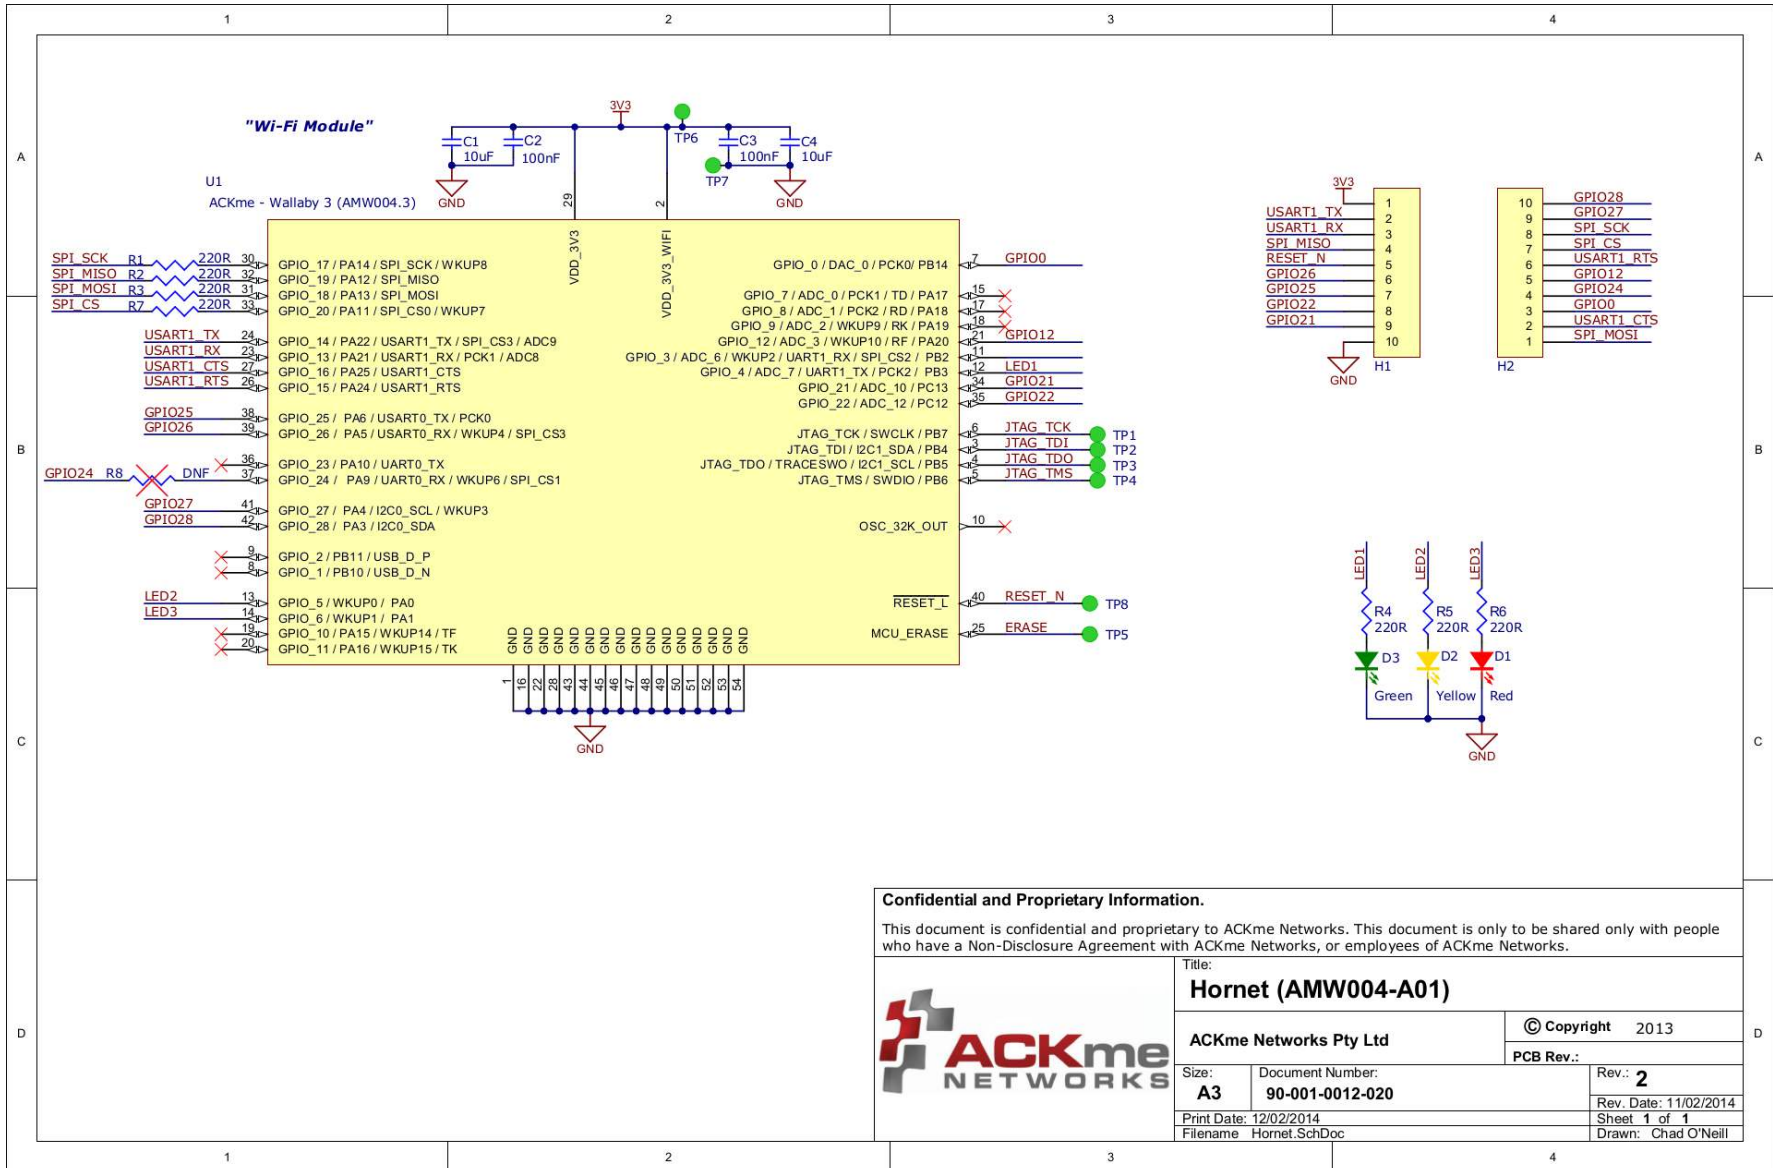 1 2 3 4
A
B
C
D
A
B
C
D
"Wi-Fi Module"
U1
ACKme - Wallaby 3 (AMW004.3)
3V3
TP6
C1
10uF
C2
100nF
C3
100nF
C4
10uF
TP7
GND
GND
29
2
VDD_3V3
VDD_3V3_WIFI
SPI_SCK R1 220R 30 GPIO_17 / PA14 / SPI_SCK / WKUP8
SPI_MISO R2 220R 32 GPIO_19 / PA12 / SPI_MISO
SPI_MOSI R3 220R 31 GPIO_18 / PA13 / SPI_MOSI
SPI_CS R7 220R 33 GPIO_20 / PA11 / SPI_CS0 / WKUP7
USART1_TX 24 GPIO_14 / PA22 / USART1_TX / SPI_CS3 / ADC9
USART1_RX 23 GPIO_13 / PA21 / USART1_RX / PCK1 / ADC8
USART1_CTS 27 GPIO_16 / PA25 / USART1_CTS
USART1_RTS 26 GPIO_15 / PA24 / USART1_RTS
GPIO25 38 GPIO_25 / PA6 / USART0_TX / PCK0
GPIO26 39 GPIO_26 / PA5 / USART0_RX / WKUP4 / SPI_CS3
36 GPIO_23 / PA10 / UART0_TX
GPIO24 R8 DNF 37 GPIO_24 / PA9 / UART0_RX / WKUP6 / SPI_CS1
GPIO27 41 GPIO_27 / PA4 / I2C0_SCL / WKUP3
GPIO28 42 GPIO_28 / PA3 / I2C0_SDA
9 GPIO_2 / PB11 / USB_D_P
8 GPIO_1 / PB10 / USB_D_N
LED2 13 GPIO_5 / WKUP0 / PA0
LED3 14 GPIO_6 / WKUP1 / PA1
19 GPIO_10 / PA15 / WKUP14 / TF
20 GPIO_11 / PA16 / WKUP15 / TK
GPIO_0 / DAC_0 / PCK0/ PB14 7 GPIO0
GPIO_7 / ADC_0 / PCK1 / TD / PA17 15
GPIO_8 / ADC_1 / PCK2 / RD / PA18 17
GPIO_9 / ADC_2 / WKUP9 / RK / PA19 18
GPIO_12 / ADC_3 / WKUP10 / RF / PA20 21 GPIO12
GPIO_3 / ADC_6 / WKUP2 / UART1_RX / SPI_CS2 / PB2 11
GPIO_4 / ADC_7 / UART1_TX / PCK2 / PB3 12 LED1
GPIO_21 / ADC_10 / PC13 34 GPIO21
GPIO_22 / ADC_12 / PC12 35 GPIO22
JTAG_TCK / SWCLK / PB7 6 JTAG_TCK TP1
JTAG_TDI / I2C1_SDA / PB4 3 JTAG_TDI TP2
JTAG_TDO / TRACESWO / I2C1_SCL / PB5 4 JTAG_TDO TP3
JTAG_TMS / SWDIO / PB6 5 JTAG_TMS TP4
OSC_32K_OUT 10
RESET_L 40 RESET_N TP8
MCU_ERASE 25 ERASE TP5
GND GND GND GND GND GND GND GND GND GND GND GND GND GND GND GND
1 16 22 28 43 44 45 46 47 48 49 50 51 52 53 54
GND
3V3 1
USART1_TX 2
USART1_RX 3
SPI_MISO 4
RESET_N 5
GPIO26 6
GPIO25 7
GPIO22 8
GPIO21 9
10
GND
H1
10 GPIO28
9 GPIO27
8 SPI_SCK
7 SPI_CS
6 USART1_RTS
5 GPIO12
4 GPIO24
3 GPIO0
2 USART1_CTS
1 SPI_MOSI
H2
LED1 LED2 LED3
R4 R5 R6
220R 220R 220R
D3 D2 D1
Green Yellow Red
GND
Confidential and Proprietary Information.
This document is confidential and proprietary to ACKme Networks. This document is only to be shared only with people
who have a Non-Disclosure Agreement with ACKme Networks, or employees of ACKme Networks.
ACKme
NETWORKS
Title:
Hornet (AMW004-A01)
ACKme Networks Pty Ltd
© Copyright 2013
PCB Rev.:
Size:
A3
Document Number:
90-001-0012-020
Rev.: 2
Rev. Date: 11/02/2014
Print Date: 12/02/2014
Sheet 1 of 1
Filename Hornet.SchDoc
Drawn: Chad O'Neill
1 2 3 4